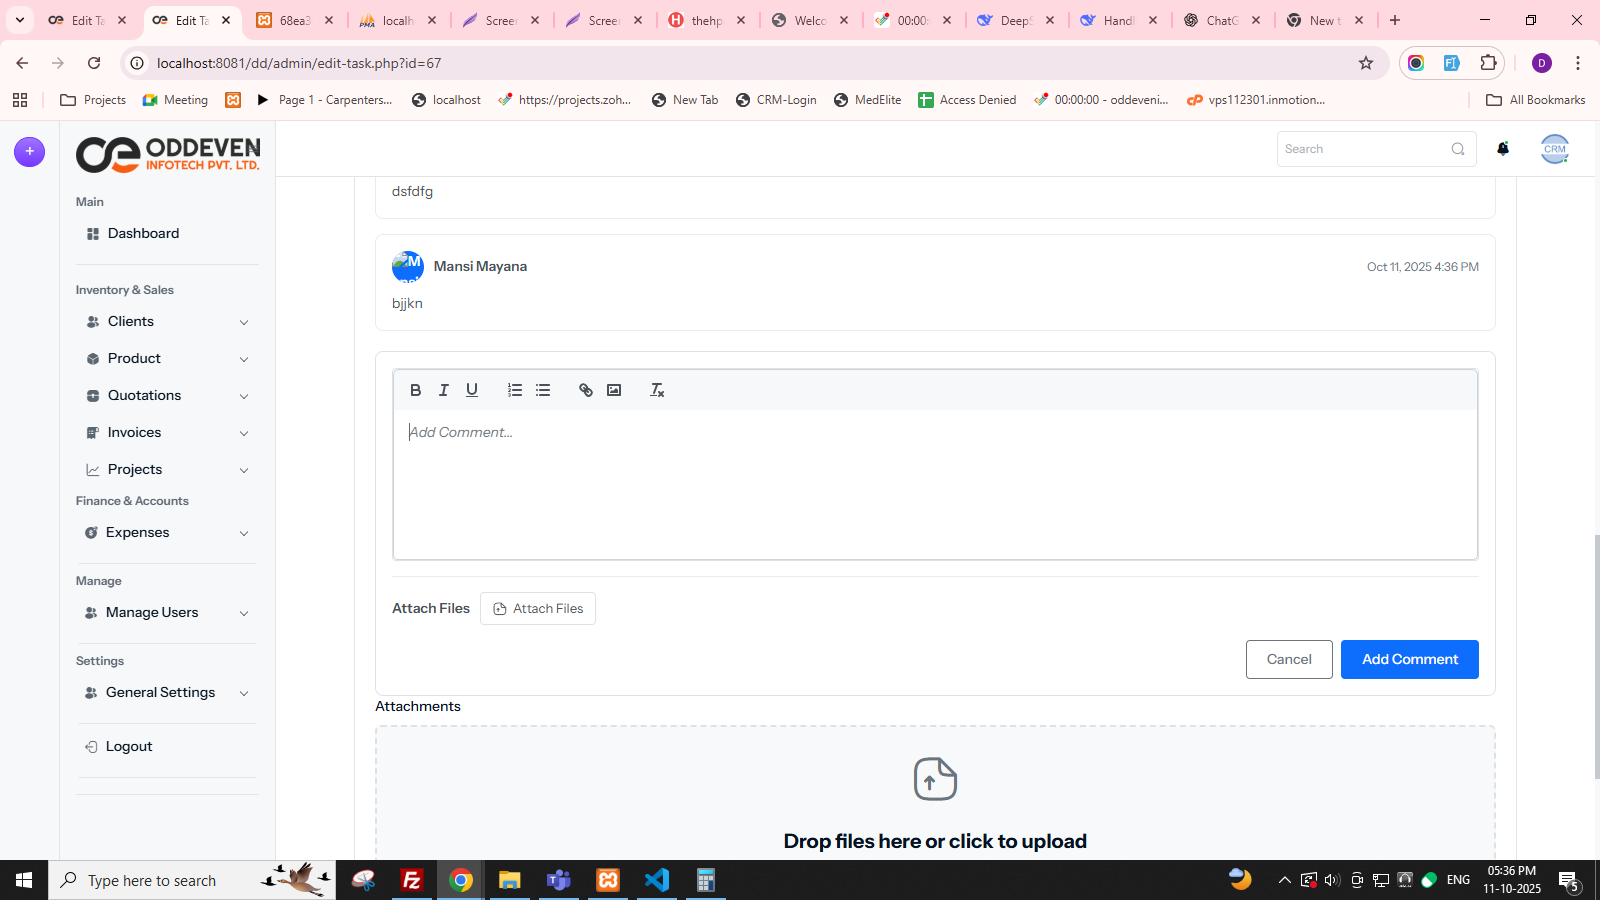 Edit Ta
Edit Ta
68ea3
localh
Screer
Screer
thehp
Welco
00:00:
DeepS
Handl
ChatG
New t
localhost:8081/dd/admin/edit-task.php?id=67
D
Projects
Meeting
Page 1 - Carpenters...
localhost
https://projects.zoh...
New Tab
CRM-Login
MedElite
Access Denied
00:00:00 - oddeveni...
vps112301.inmotion...
All Bookmarks
ODDEVEN
INFOTECH PVT. LTD.
Search
CRM
Main
Dashboard
Inventory & Sales
Clients
Product
Quotations
Invoices
Projects
Finance & Accounts
Expenses
Manage
Manage Users
Settings
General Settings
Logout
dsfdfg
Mansi Mayana
Oct 11, 2025 4:36 PM
bjjkn
Add Comment...
Attach Files
Attach Files
Cancel
Add Comment
Attachments
Drop files here or click to upload
Type here to search
ENG
05:36 PM
11-10-2025
5